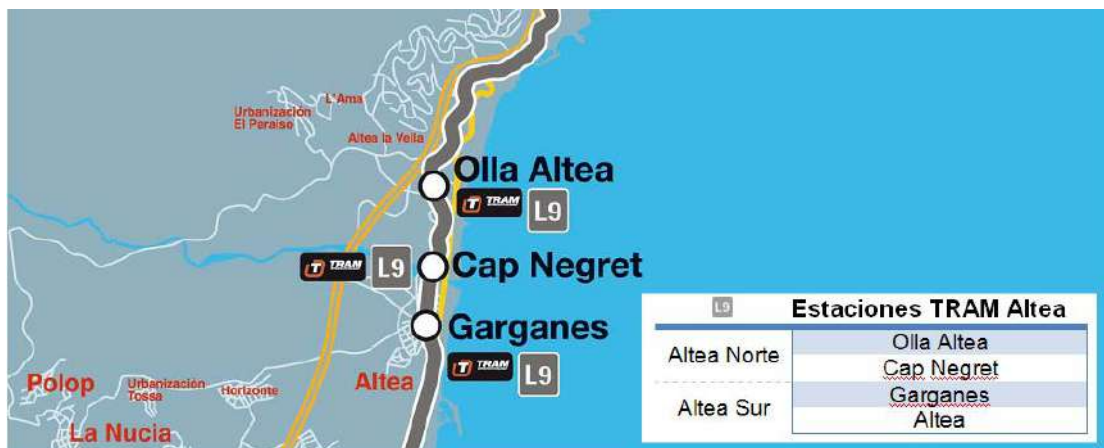 L'Ama
Urbanización
El Paraíso
Altea la Vella
Olla Altea
TRAM L9
TRAM L9
Cap Negret
Garganes
TRAM L9
Altea
Polop
Urbanización
Tossa
Horizonte
La Nucia
L9 Estaciones TRAM Altea
Altea Norte
Olla Altea
Cap Negret
Altea Sur
Garganes
Altea